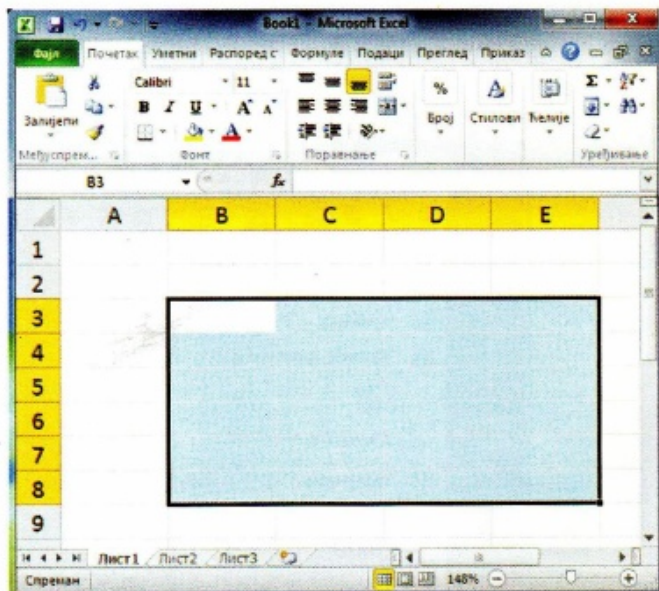 Book1 - Microsoft Excel
Фајл Почетак Уметни Распоред с Формуле Подаци Преглед Приказ
Calibri 11
Залијепи
B I U A A
A
%
Број
Стилови
Ћелије
Σ
Међуспрем... Фонт Поравнање Уређивање
B3 fx
A B C D E
1
2
3
4
5
6
7
8
9
Лист1 Лист2 Лист3
Спреман 148%